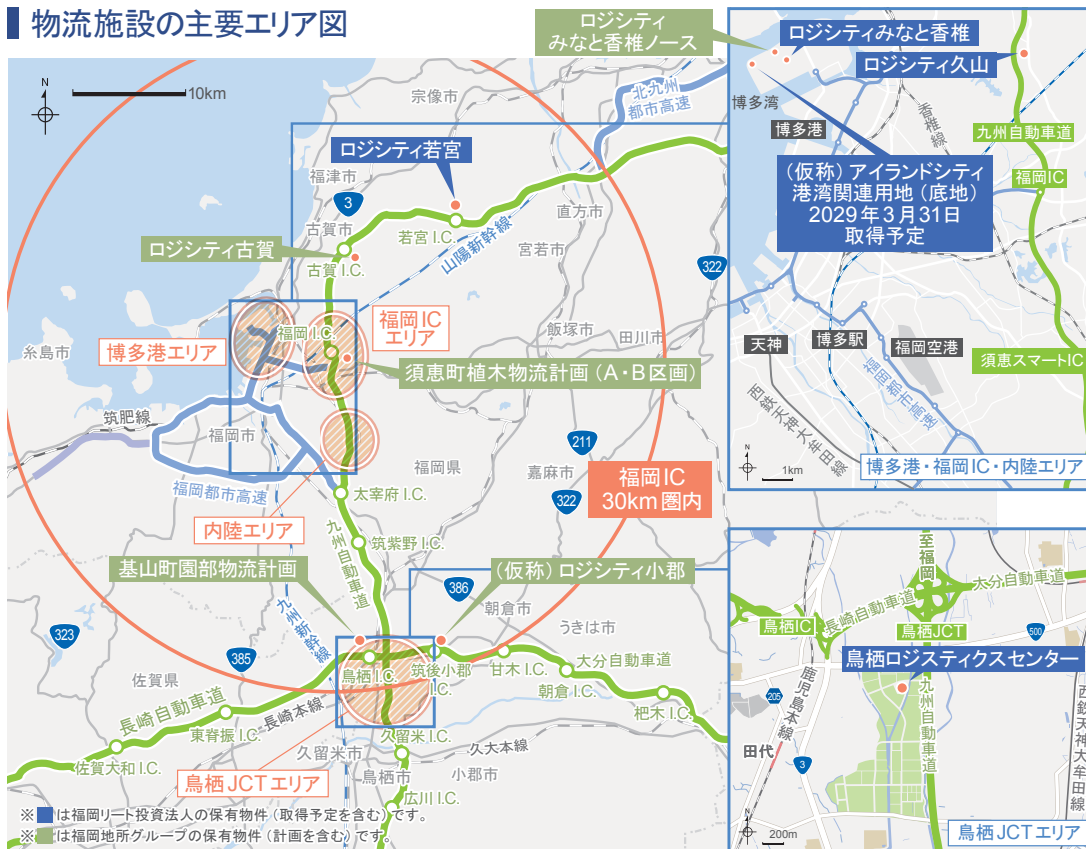 物流施設の主要エリア図
N
10km
宗像市
北九州
都市高速
ロジシティ若宮
福津市
3
古賀市
若宮I.C.
直方市
宮若市
山陽新幹線
ロジシティ古賀
古賀I.C.
322
福岡I.C.
福岡IC
エリア
飯塚市
田川市
糸島市
博多港エリア
須恵町植木物流計画（A・B区画）
筑肥線
福岡市
福岡県
211
嘉麻市
福岡IC
30km圏内
322
福岡都市高速
太宰府I.C.
内陸エリア
九州自動車道
筑紫野I.C.
基山町園部物流計画
（仮称）ロジシティ小郡
386
朝倉市
うきは市
323
九州新幹線
385
鳥栖I.C.
筑後小郡
I.C.
甘木I.C.
大分自動車道
朝倉I.C.
杷木I.C.
佐賀県
長崎自動車道
長崎本線
東脊振I.C.
佐賀大和I.C.
久留米I.C.
久大本線
久留米市
鳥栖市
小郡市
鳥栖JCTエリア
広川I.C.
※■は福岡リート投資法人の保有物件（取得予定を含む）です。
※■は福岡地所グループの保有物件（計画を含む）です。
ロジシティ
みなと香椎ノース
ロジシティみなと香椎
ロジシティ久山
博多湾
博多港
香椎線
九州自動車道
（仮称）アイランドシティ
港湾関連用地（底地）
2029年3月31日
取得予定
福岡IC
天神
博多駅
福岡空港
須恵スマートIC
福岡都市高速
西鉄天神大牟田線
N
1km
博多港・福岡IC・内陸エリア
至福岡
大分自動車道
長崎自動車道
鳥栖IC
鳥栖JCT
500
鳥栖ロジスティクスセンター
205
鹿児島本線
九州自動車道
田代
3
西鉄天神大牟田線
N
200m
鳥栖JCTエリア